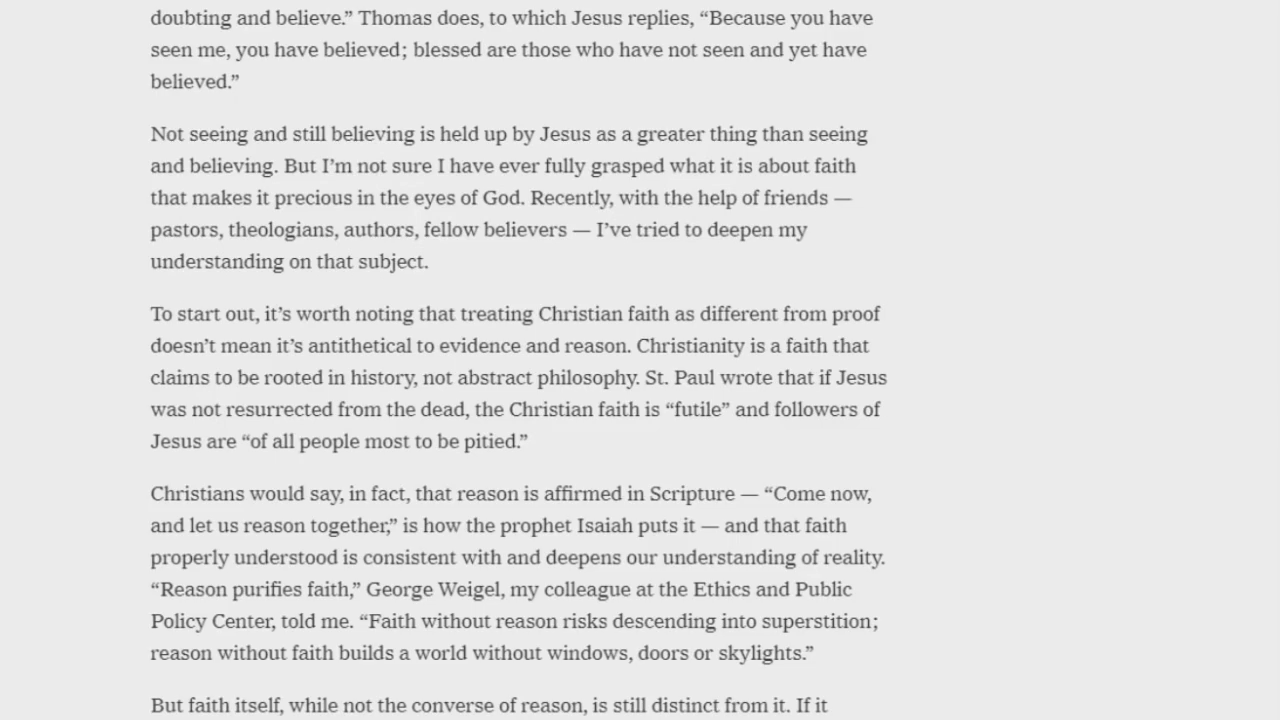 doubting and believe.” Thomas does, to which Jesus replies, “Because you have
seen me, you have believed; blessed are those who have not seen and yet have
believed.”
Not seeing and still believing is held up by Jesus as a greater thing than seeing
and believing. But I’m not sure I have ever fully grasped what it is about faith
that makes it precious in the eyes of God. Recently, with the help of friends —
pastors, theologians, authors, fellow believers — I’ve tried to deepen my
understanding on that subject.
To start out, it’s worth noting that treating Christian faith as different from proof
doesn’t mean it’s antithetical to evidence and reason. Christianity is a faith that
claims to be rooted in history, not abstract philosophy. St. Paul wrote that if Jesus
was not resurrected from the dead, the Christian faith is “futile” and followers of
Jesus are “of all people most to be pitied.”
Christians would say, in fact, that reason is affirmed in Scripture — “Come now,
and let us reason together,” is how the prophet Isaiah puts it — and that faith
properly understood is consistent with and deepens our understanding of reality.
“Reason purifies faith,” George Weigel, my colleague at the Ethics and Public
Policy Center, told me. “Faith without reason risks descending into superstition;
reason without faith builds a world without windows, doors or skylights.”
But faith itself, while not the converse of reason, is still distinct from it. If it